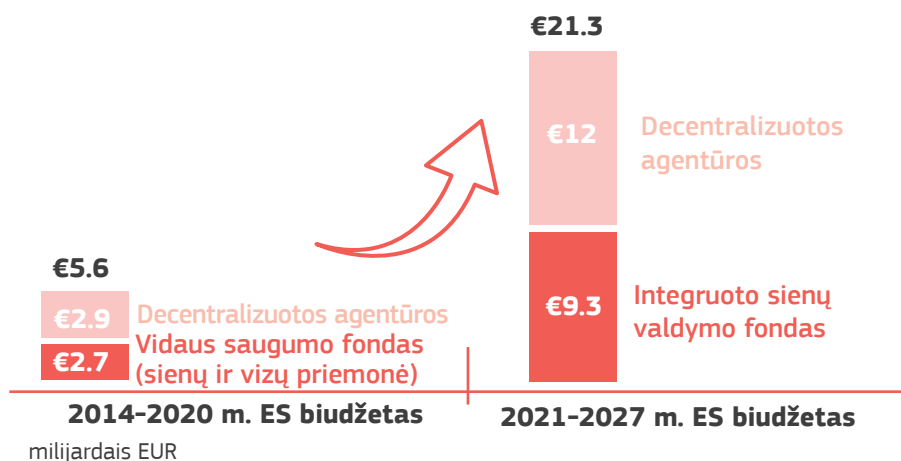 €21.3
€12
Decentralizuotos
agentūros
€5.6
€9.3
Integruoto sienų
valdymo fondas
€2.9
Decentralizuotos agentūros
€2.7
Vidaus saugumo fondas
(sienų ir vizų priemonė)
2014–2020 m. ES biudžetas
2021–2027 m. ES biudžetas
milijardais EUR